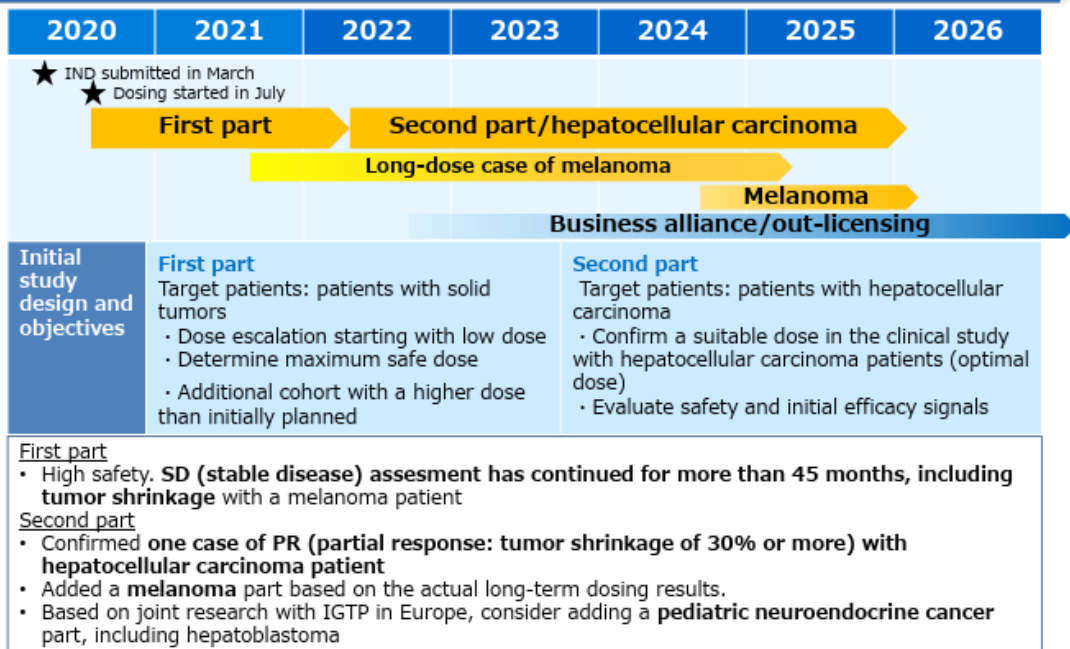 2020 2021 2022 2023 2024 2025 2026
★ IND submitted in March
★ Dosing started in July
First part Second part/hepatocellular carcinoma
Long-dose case of melanoma
Melanoma
Business alliance/out-licensing
Initial
study
design and
objectives
First part
Target patients: patients with solid
tumors
・Dose escalation starting with low dose
・Determine maximum safe dose
・Additional cohort with a higher dose
than initially planned
Second part
Target patients: patients with hepatocellular
carcinoma
・Confirm a suitable dose in the clinical study
with hepatocellular carcinoma patients (optimal
dose)
・Evaluate safety and initial efficacy signals
First part
• High safety. SD (stable disease) assesment has continued for more than 45 months, including
tumor shrinkage with a melanoma patient
Second part
• Confirmed one case of PR (partial response: tumor shrinkage of 30% or more) with
hepatocellular carcinoma patient
• Added a melanoma part based on the actual long-term dosing results.
• Based on joint research with IGTP in Europe, consider adding a pediatric neuroendocrine cancer
part, including hepatoblastoma